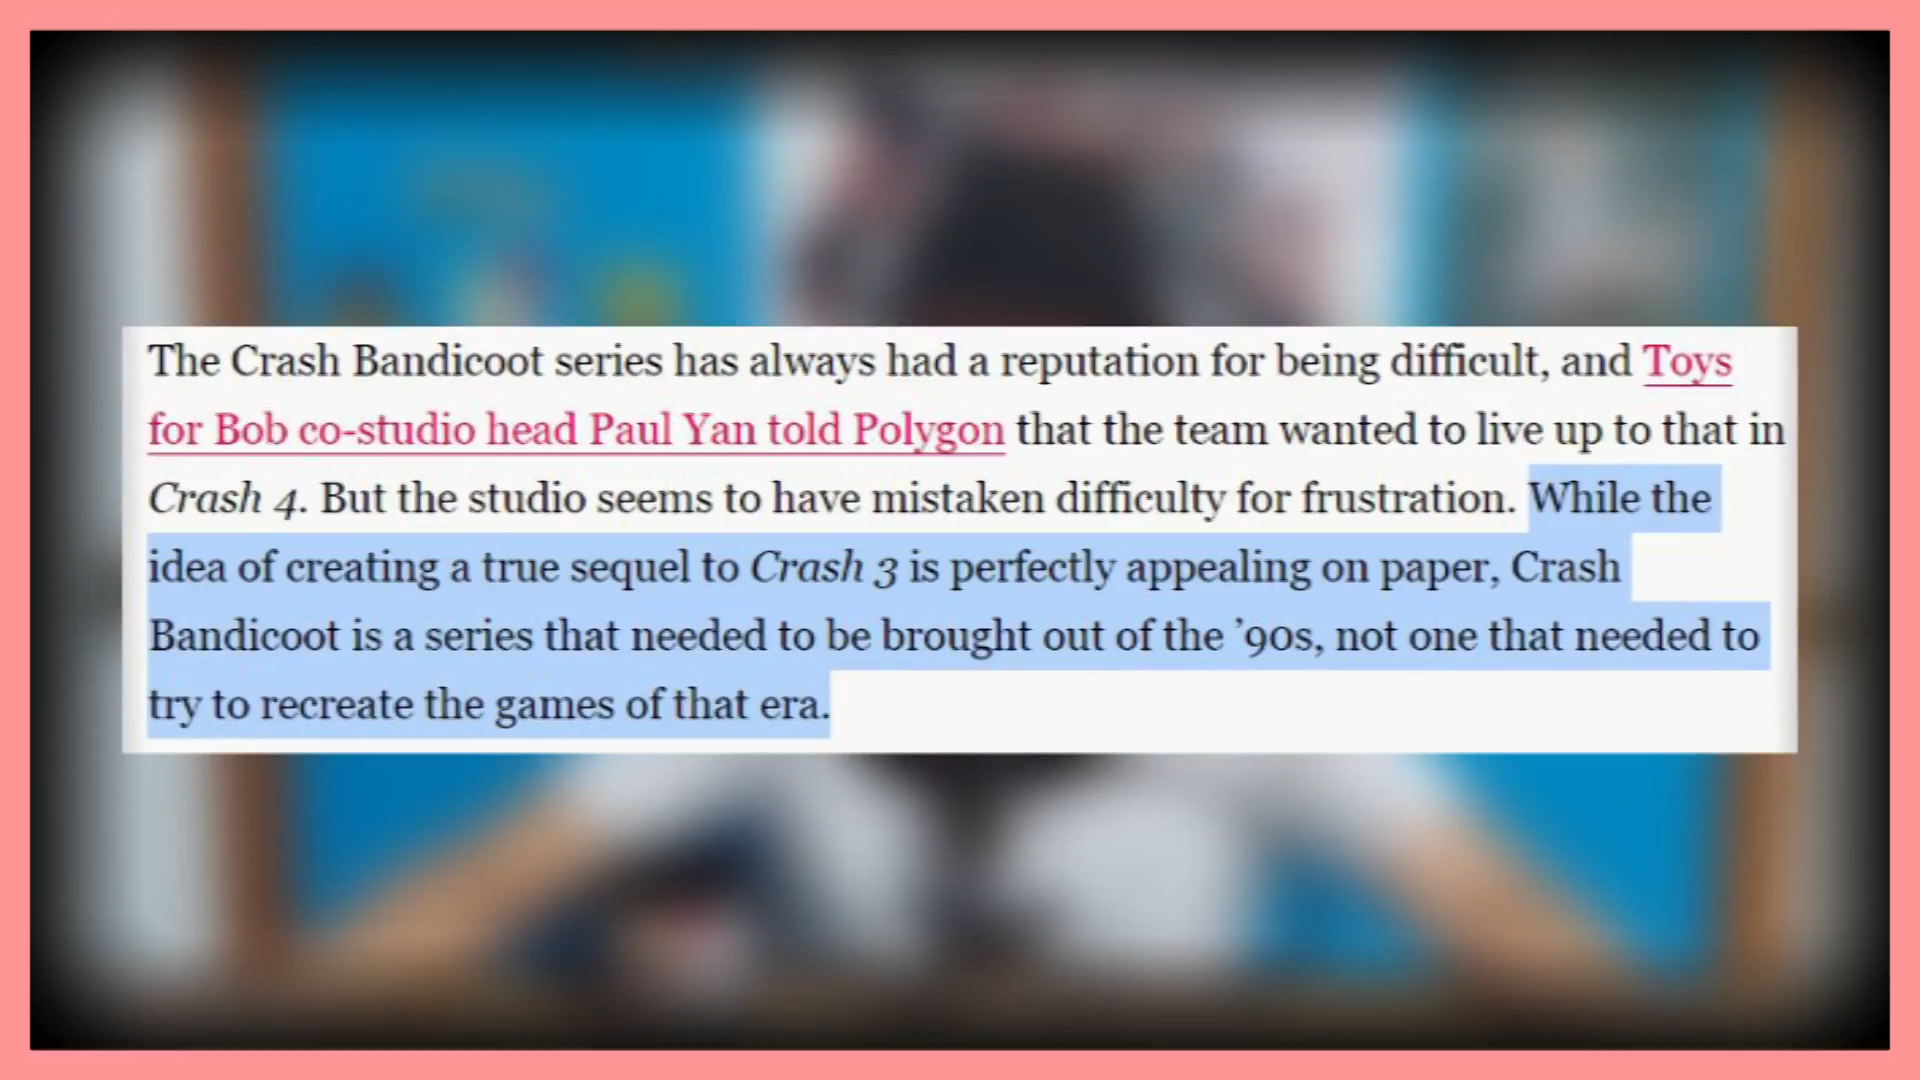 The Crash Bandicoot series has always had a reputation for being difficult, and Toys
for Bob co-studio head Paul Yan told Polygon that the team wanted to live up to that in
Crash 4. But the studio seems to have mistaken difficulty for frustration. While the
idea of creating a true sequel to Crash 3 is perfectly appealing on paper, Crash
Bandicoot is a series that needed to be brought out of the ’90s, not one that needed to
try to recreate the games of that era.